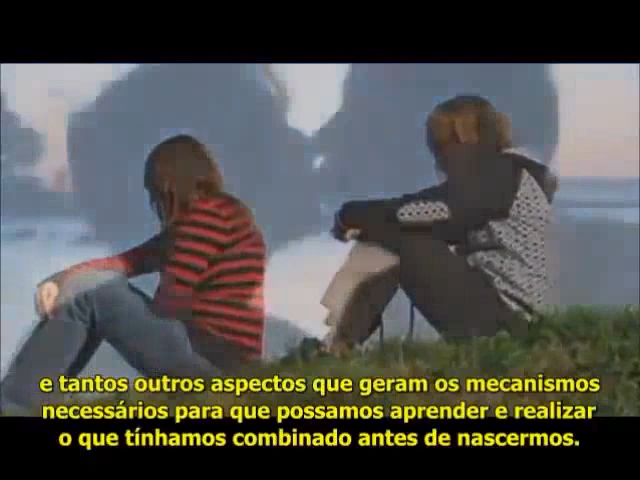 e tantos outros aspectos que geram os mecanismos
necessários para que possamos aprender e realizar
o que tínhamos combinado antes de nascermos.